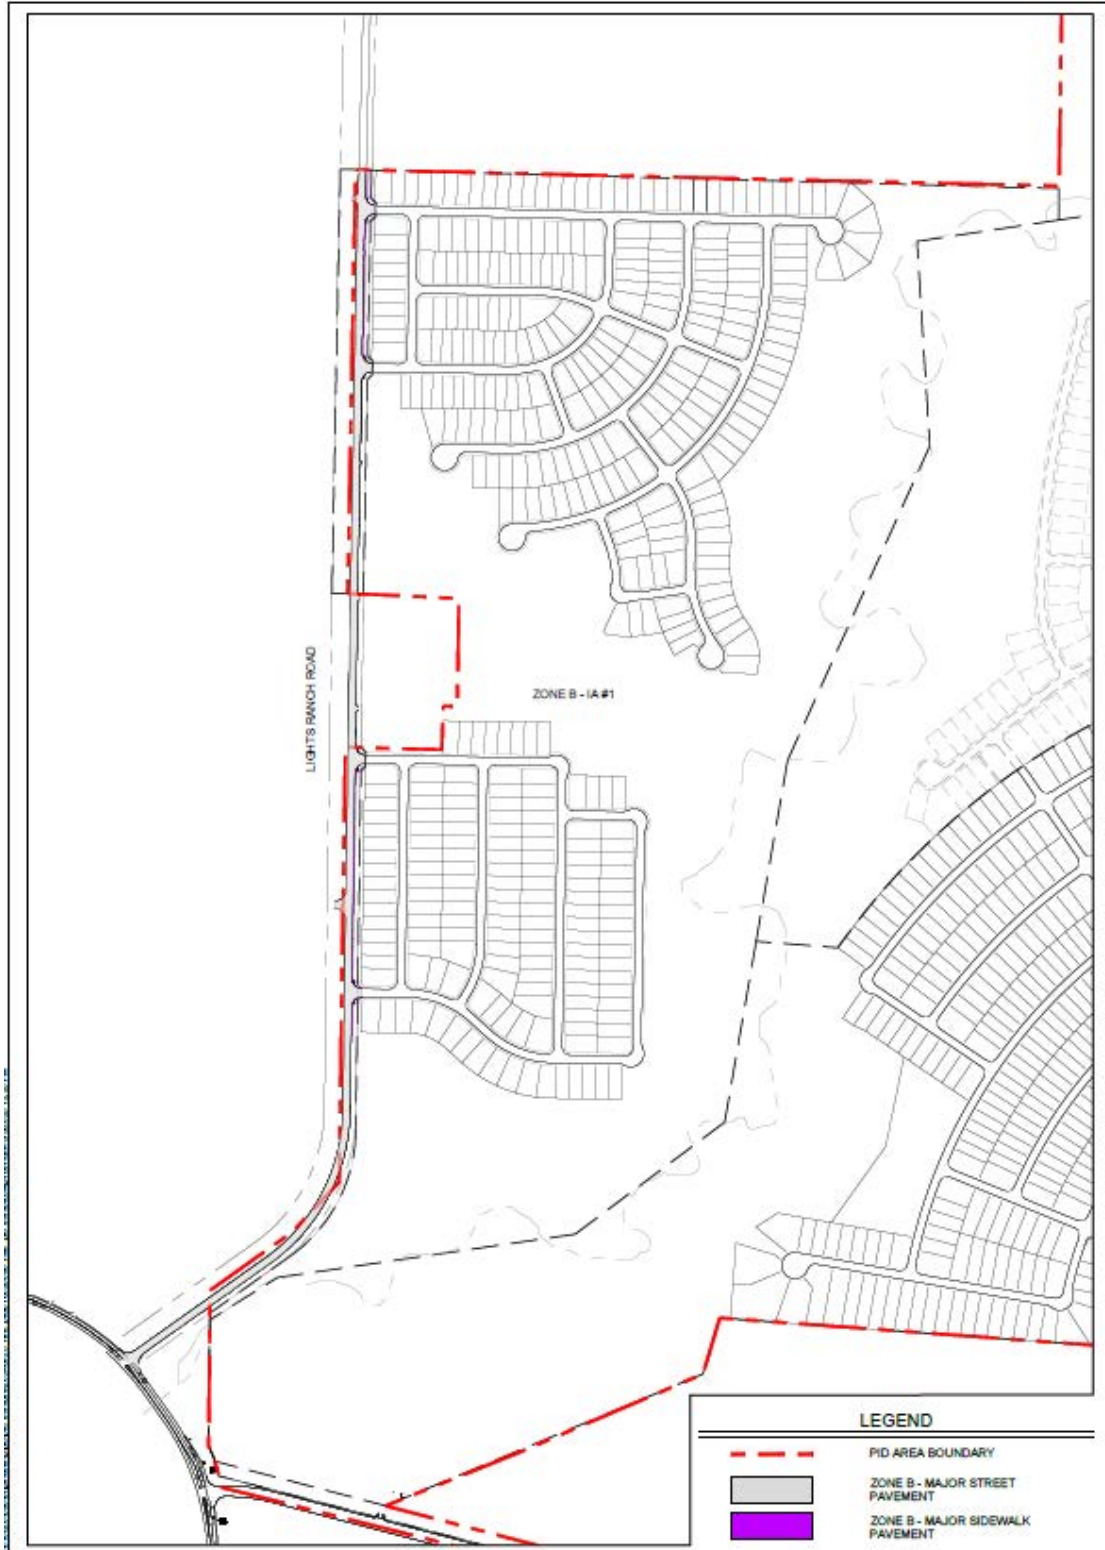 LIGHTS RANCH ROAD
ZONE B - IA #1
LEGEND
PID AREA BOUNDARY
ZONE B - MAJOR STREET
PAVEMENT
ZONE B - MAJOR SIDEWALK
PAVEMENT